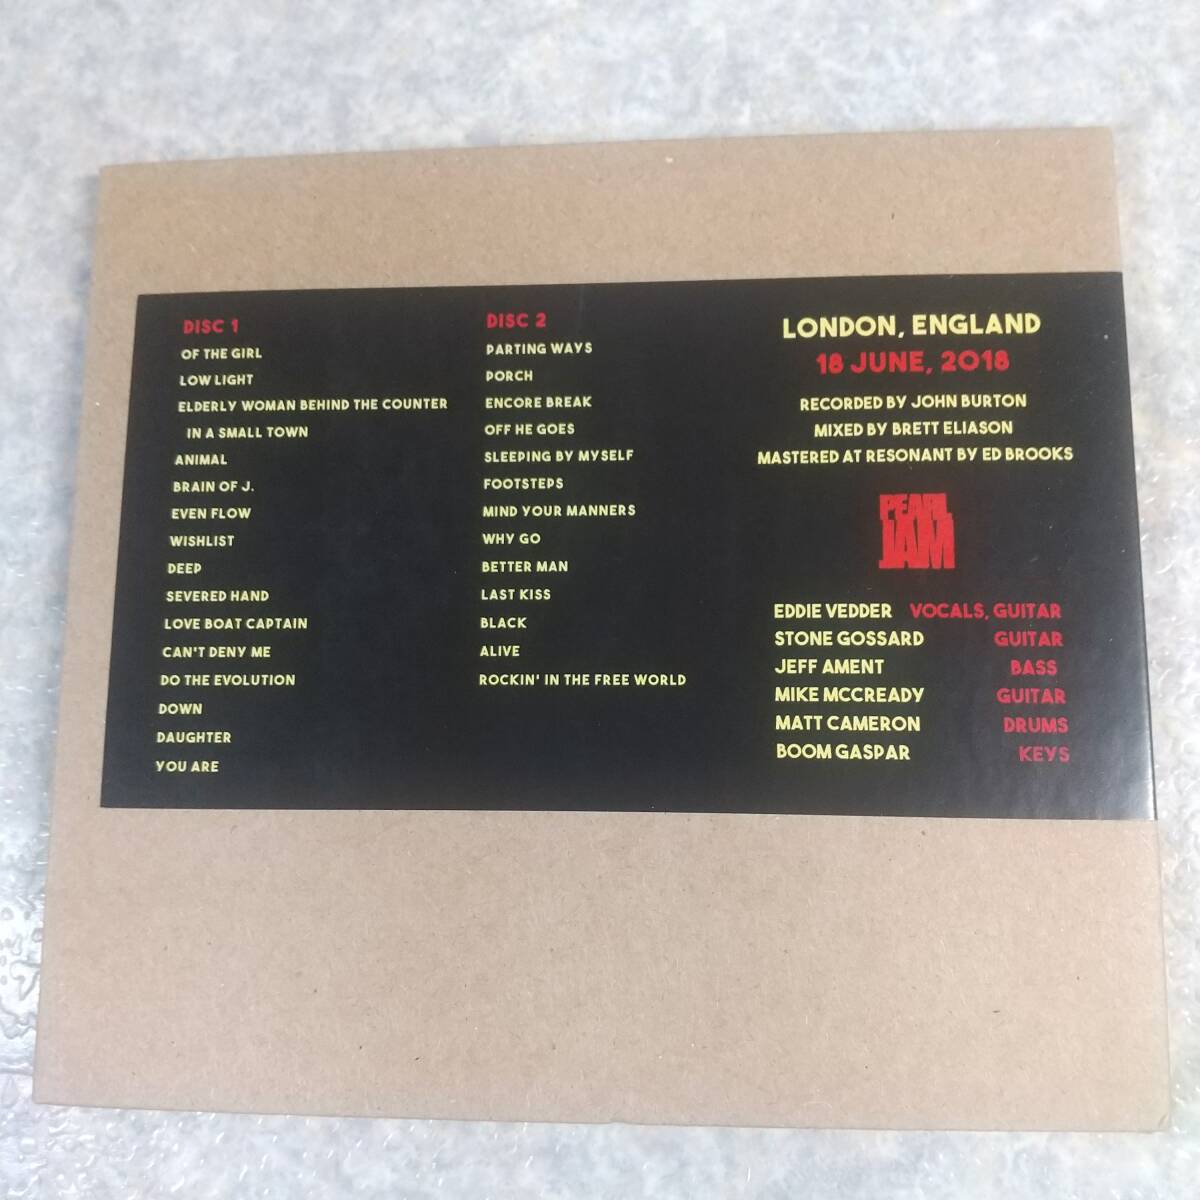 DISC 1
OF THE GIRL
LOW LIGHT
ELDERLY WOMAN BEHIND THE COUNTER
IN A SMALL TOWN
ANIMAL
BRAIN OF J.
EVEN FLOW
WISHLIST
DEEP
SEVERED HAND
LOVE BOAT CAPTAIN
CAN'T DENY ME
DO THE EVOLUTION
DOWN
DAUGHTER
YOU ARE
DISC 2
PARTING WAYS
PORCH
ENCORE BREAK
OFF HE GOES
SLEEPING BY MYSELF
FOOTSTEPS
MIND YOUR MANNERS
WHY GO
BETTER MAN
LAST KISS
BLACK
ALIVE
ROCKIN' IN THE FREE WORLD
LONDON, ENGLAND
18 JUNE, 2018
RECORDED BY JOHN BURTON
MIXED BY BRETT ELIASON
MASTERED AT RESONANT BY ED BROOKS
PEARL
JAM
EDDIE VEDDER VOCALS, GUITAR
STONE GOSSARD GUITAR
JEFF AMENT BASS
MIKE MCCREADY GUITAR
MATT CAMERON DRUMS
BOOM GASPAR KEYS